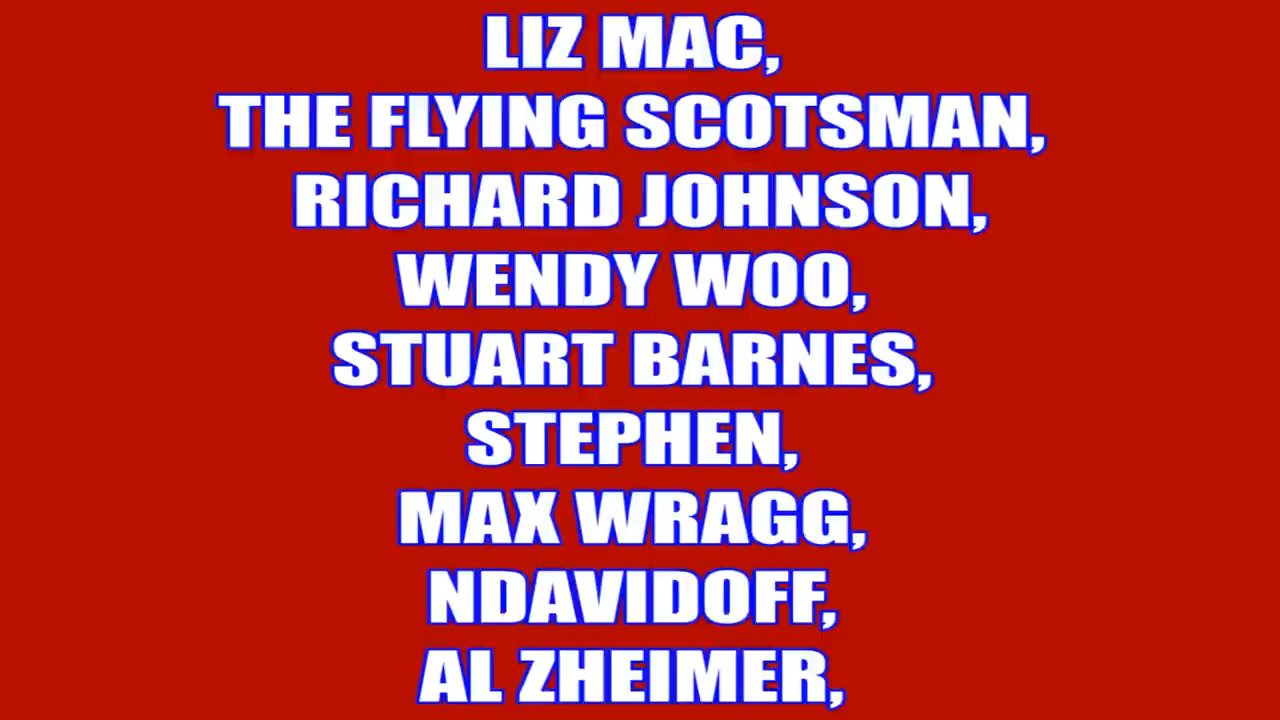 LIZ MAC,
THE FLYING SCOTSMAN,
RICHARD JOHNSON,
WENDY WOO,
STUART BARNES,
STEPHEN,
MAX WRAGG,
NDAVIDOFF,
AL ZHEIMER,